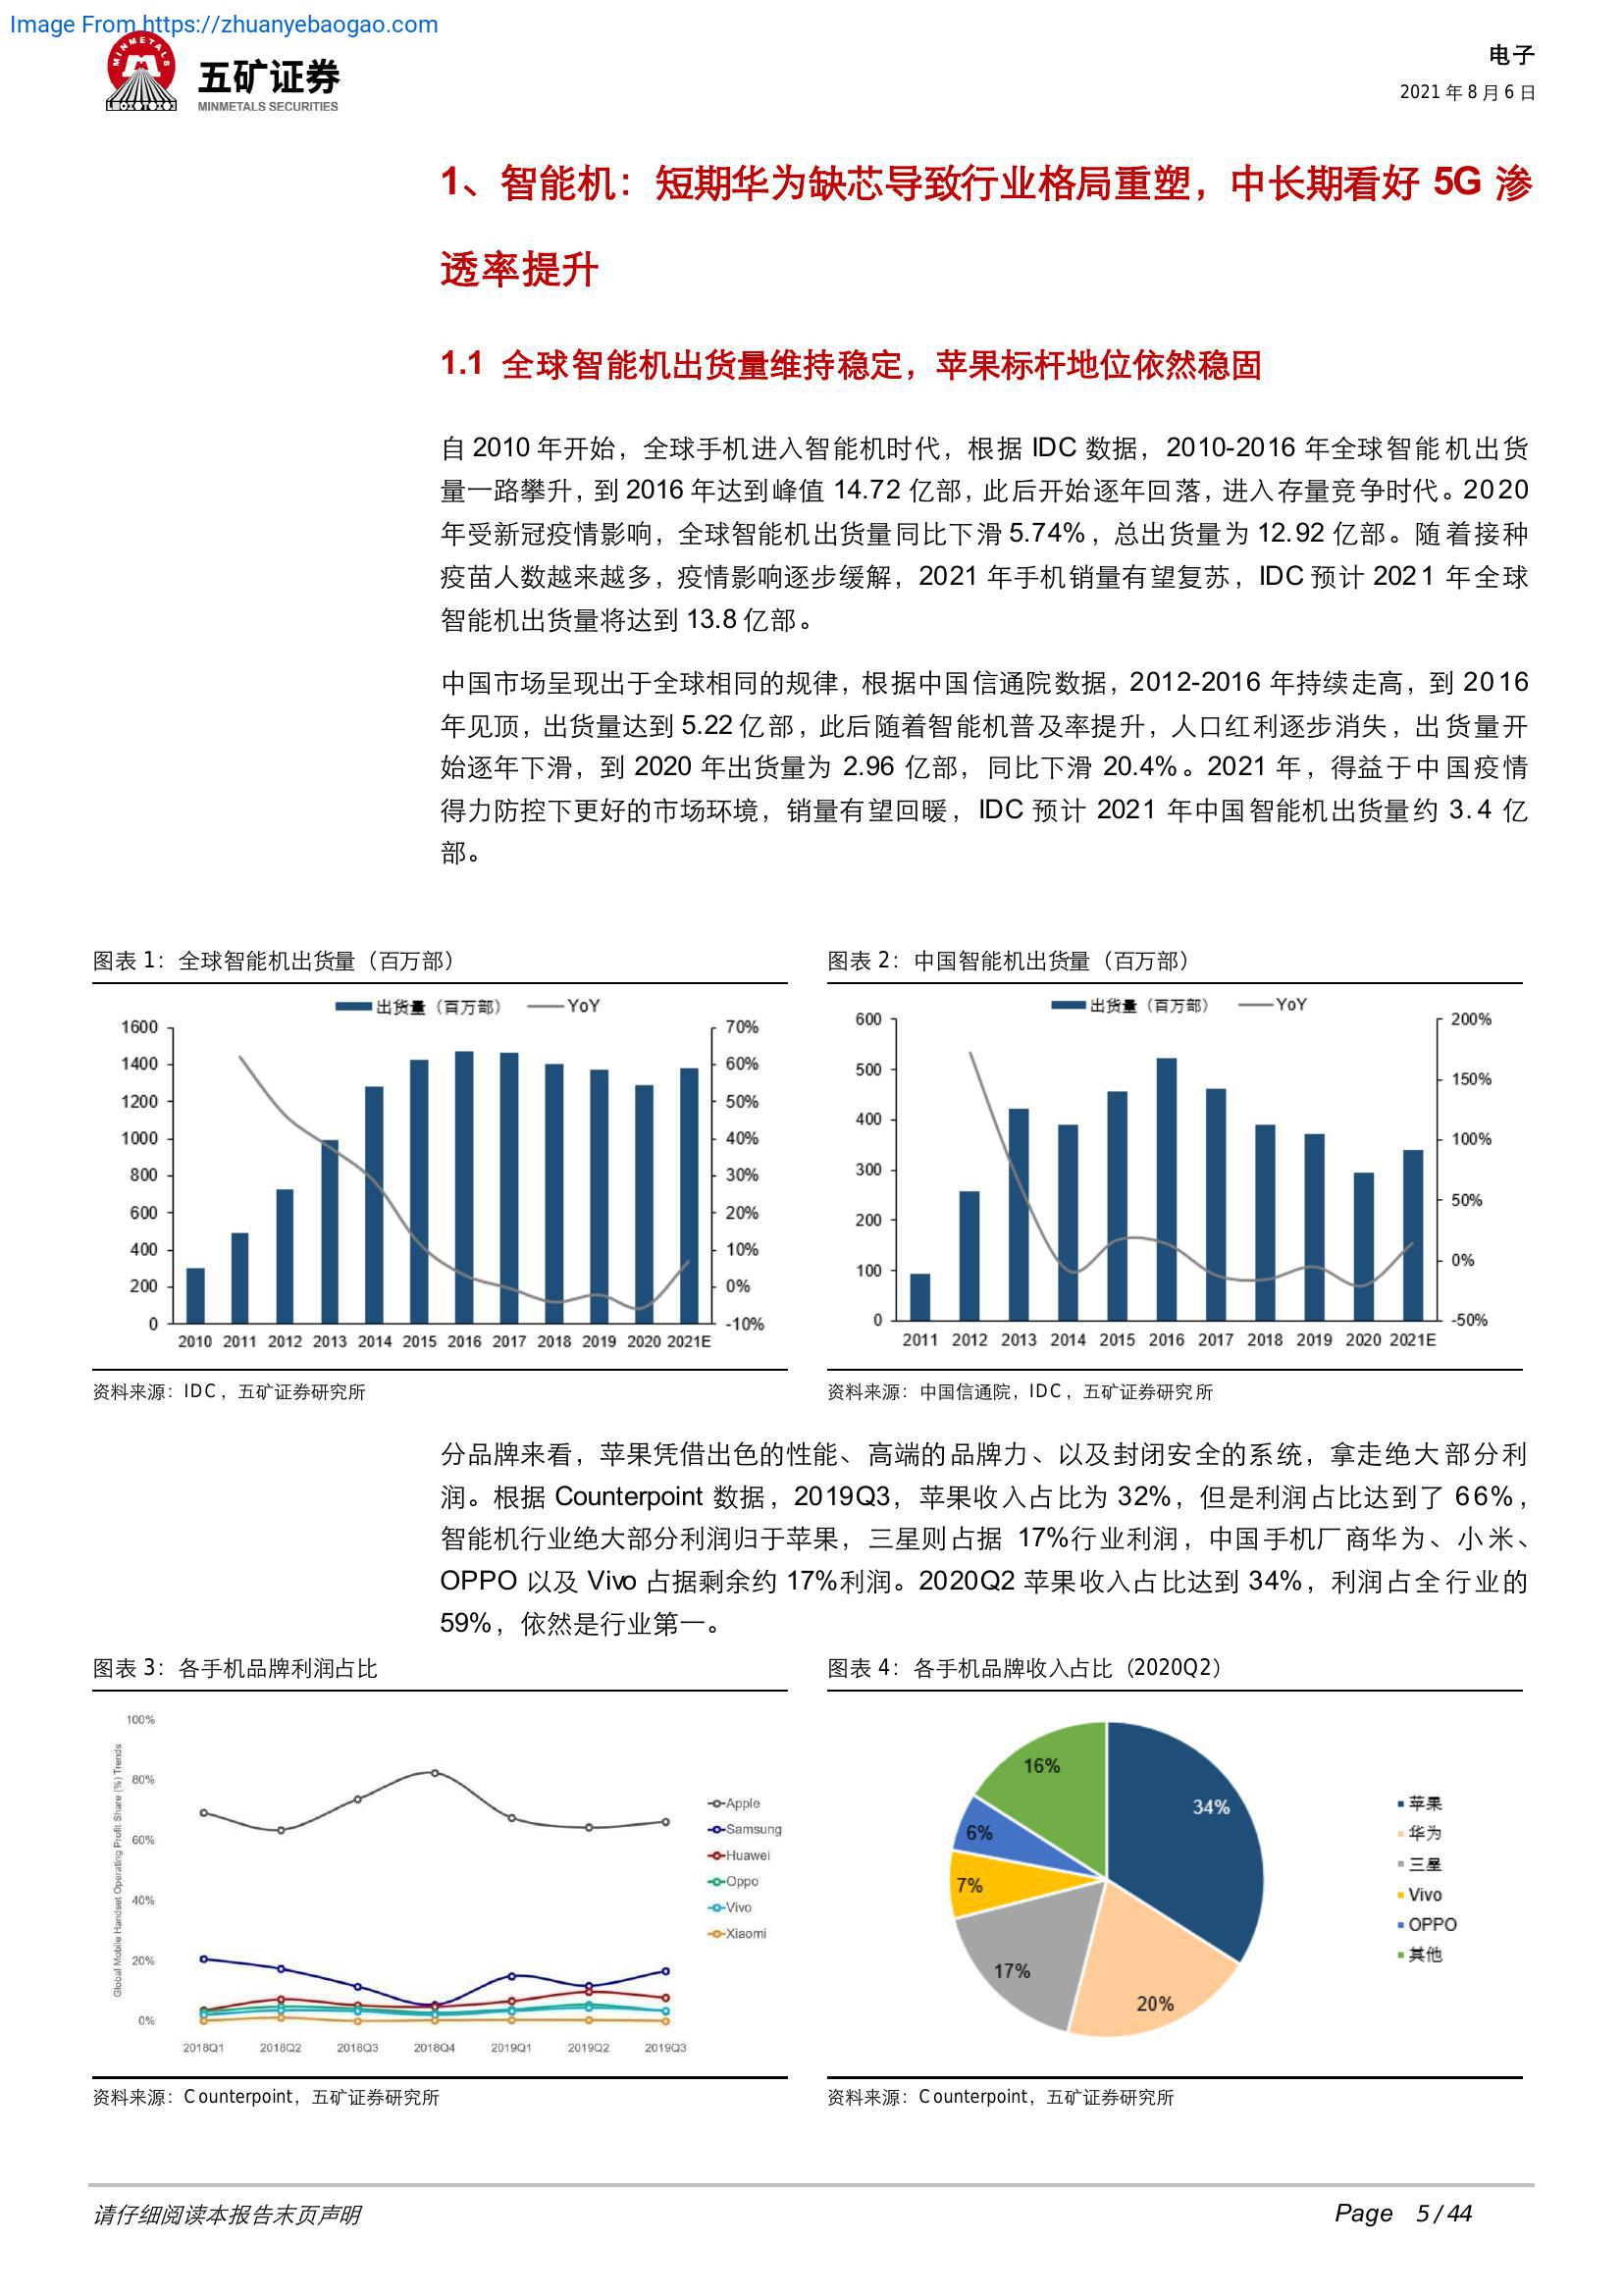 Image From https://zhuanyebaogao.com
MINMETALS
五矿证券
MINMETALS SECURITIES
电子
2021 年 8 月 6 日
1、智能机：短期华为缺芯导致行业格局重塑，中长期看好 5G 渗
透率提升
1.1 全球智能机出货量维持稳定，苹果标杆地位依然稳固
自 2010 年开始，全球手机进入智能机时代，根据 IDC 数据，2010-2016 年全球智能机出货
量一路攀升，到 2016 年达到峰值 14.72 亿部，此后开始逐年回落，进入存量竞争时代。2020
年受新冠疫情影响，全球智能机出货量同比下滑 5.74%，总出货量为 12.92 亿部。随着接种
疫苗人数越来越多，疫情影响逐步缓解，2021 年手机销量有望复苏，IDC 预计 2021 年全球
智能机出货量将达到 13.8 亿部。
中国市场呈现出于全球相同的规律，根据中国信通院数据，2012-2016 年持续走高，到 2016
年见顶，出货量达到 5.22 亿部，此后随着智能机普及率提升，人口红利逐步消失，出货量开
始逐年下滑，到 2020 年出货量为 2.96 亿部，同比下滑 20.4%。2021 年，得益于中国疫情
得力防控下更好的市场环境，销量有望回暖，IDC 预计 2021 年中国智能机出货量约 3.4 亿
部。
图表 1：全球智能机出货量（百万部）
出货量（百万部） YoY
1600 70%
1400 60%
1200 50%
1000 40%
800 30%
600 20%
400 10%
200 0%
0 -10%
2010 2011 2012 2013 2014 2015 2016 2017 2018 2019 2020 2021E
资料来源：IDC，五矿证券研究所
图表 2：中国智能机出货量（百万部）
出货量（百万部） YoY
600 200%
500 150%
400 100%
300 50%
200 0%
100 -50%
0
2011 2012 2013 2014 2015 2016 2017 2018 2019 2020 2021E
资料来源：中国信通院，IDC，五矿证券研究所
分品牌来看，苹果凭借出色的性能、高端的品牌力、以及封闭安全的系统，拿走绝大部分利
润。根据 Counterpoint 数据，2019Q3，苹果收入占比为 32%，但是利润占比达到了 66%，
智能机行业绝大部分利润归于苹果，三星则占据 17%行业利润，中国手机厂商华为、小米、
OPPO 以及 Vivo 占据剩余约 17%利润。2020Q2 苹果收入占比达到 34%，利润占全行业的
59%，依然是行业第一。
图表 3：各手机品牌利润占比
Global Mobile Handset Operating Profit Share (%) Trends
100%
80%
60%
40%
20%
0%
2018Q1 2018Q2 2018Q3 2018Q4 2019Q1 2019Q2 2019Q3
Apple
Samsung
Huawei
Oppo
Vivo
Xiaomi
资料来源：Counterpoint，五矿证券研究所
图表 4：各手机品牌收入占比（2020Q2）
34%
20%
17%
7%
6%
16%
苹果
华为
三星
Vivo
OPPO
其他
资料来源：Counterpoint，五矿证券研究所
请仔细阅读本报告末页声明
Page 5 / 44